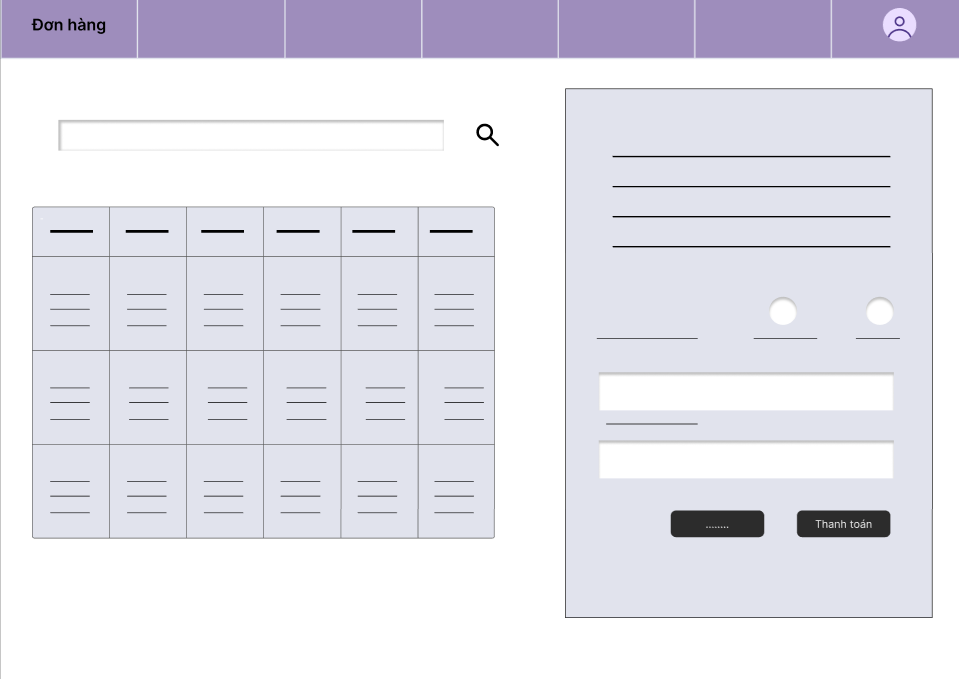 Đơn hàng
........
Thanh toán